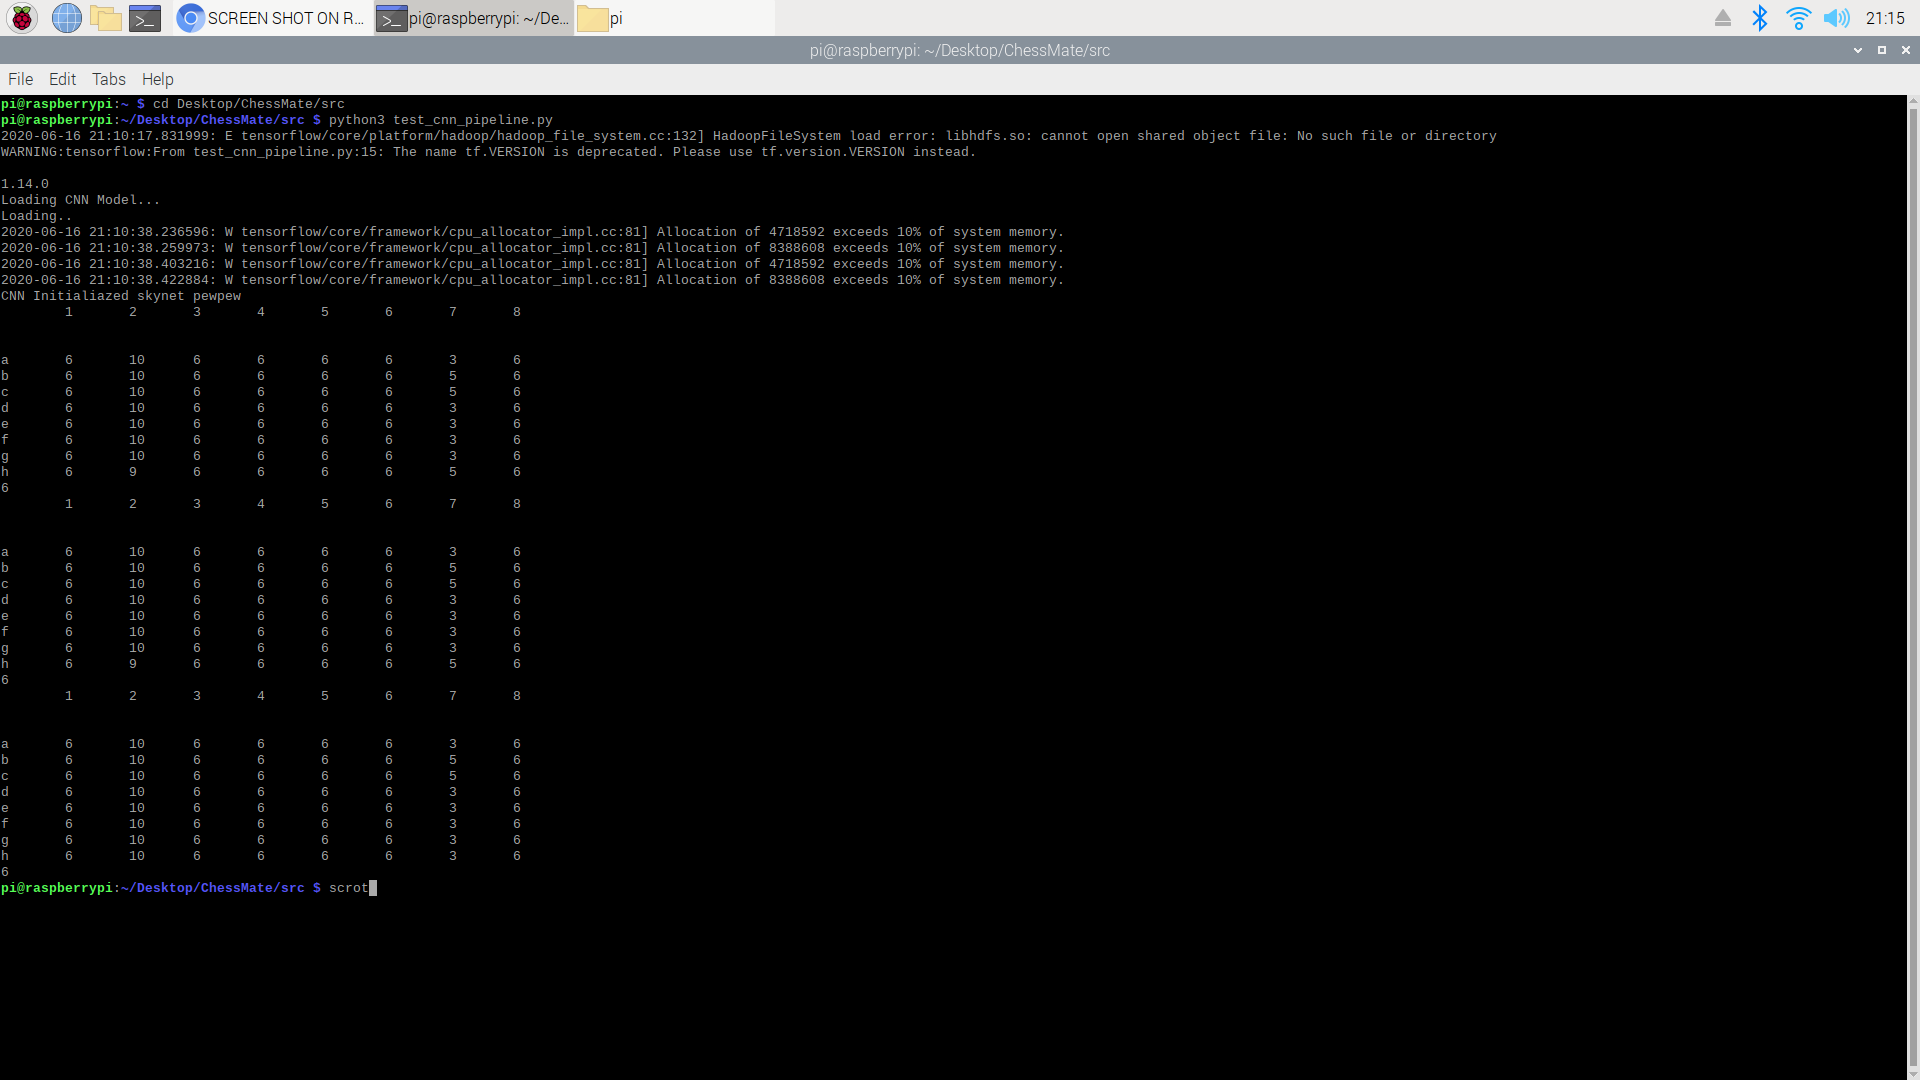 SCREEN SHOT ON R... pi@raspberrypi: ~/De... pi 21:15
pi@raspberrypi: ~/Desktop/ChessMate/src
File Edit Tabs Help
pi@raspberrypi:~ $ cd Desktop/ChessMate/src
pi@raspberrypi:~/Desktop/ChessMate/src $ python3 test_cnn_pipeline.py
2020-06-16 21:10:17.831999: E tensorflow/core/platform/hadoop/hadoop_file_system.cc:132] HadoopFileSystem load error: libhdfs.so: cannot open shared object file: No such file or directory
WARNING:tensorflow:From test_cnn_pipeline.py:15: The name tf.VERSION is deprecated. Please use tf.version.VERSION instead.
1.14.0
Loading CNN Model...
Loading..
2020-06-16 21:10:38.236596: W tensorflow/core/framework/cpu_allocator_impl.cc:81] Allocation of 4718592 exceeds 10% of system memory.
2020-06-16 21:10:38.259973: W tensorflow/core/framework/cpu_allocator_impl.cc:81] Allocation of 8388608 exceeds 10% of system memory.
2020-06-16 21:10:38.403216: W tensorflow/core/framework/cpu_allocator_impl.cc:81] Allocation of 4718592 exceeds 10% of system memory.
2020-06-16 21:10:38.422884: W tensorflow/core/framework/cpu_allocator_impl.cc:81] Allocation of 8388608 exceeds 10% of system memory.
CNN Initialiazed skynet pewpew
1 2 3 4 5 6 7 8
a 6 10 6 6 6 6 3 6
b 6 10 6 6 6 6 5 6
c 6 10 6 6 6 6 5 6
d 6 10 6 6 6 6 3 6
e 6 10 6 6 6 6 3 6
f 6 10 6 6 6 6 3 6
g 6 10 6 6 6 6 3 6
h 6 9 6 6 6 6 5 6
6
1 2 3 4 5 6 7 8
a 6 10 6 6 6 6 3 6
b 6 10 6 6 6 6 5 6
c 6 10 6 6 6 6 5 6
d 6 10 6 6 6 6 3 6
e 6 10 6 6 6 6 3 6
f 6 10 6 6 6 6 3 6
g 6 10 6 6 6 6 3 6
h 6 9 6 6 6 6 5 6
6
1 2 3 4 5 6 7 8
a 6 10 6 6 6 6 3 6
b 6 10 6 6 6 6 5 6
c 6 10 6 6 6 6 5 6
d 6 10 6 6 6 6 3 6
e 6 10 6 6 6 6 3 6
f 6 10 6 6 6 6 3 6
g 6 10 6 6 6 6 3 6
h 6 10 6 6 6 6 3 6
6
pi@raspberrypi:~/Desktop/ChessMate/src $ scrot